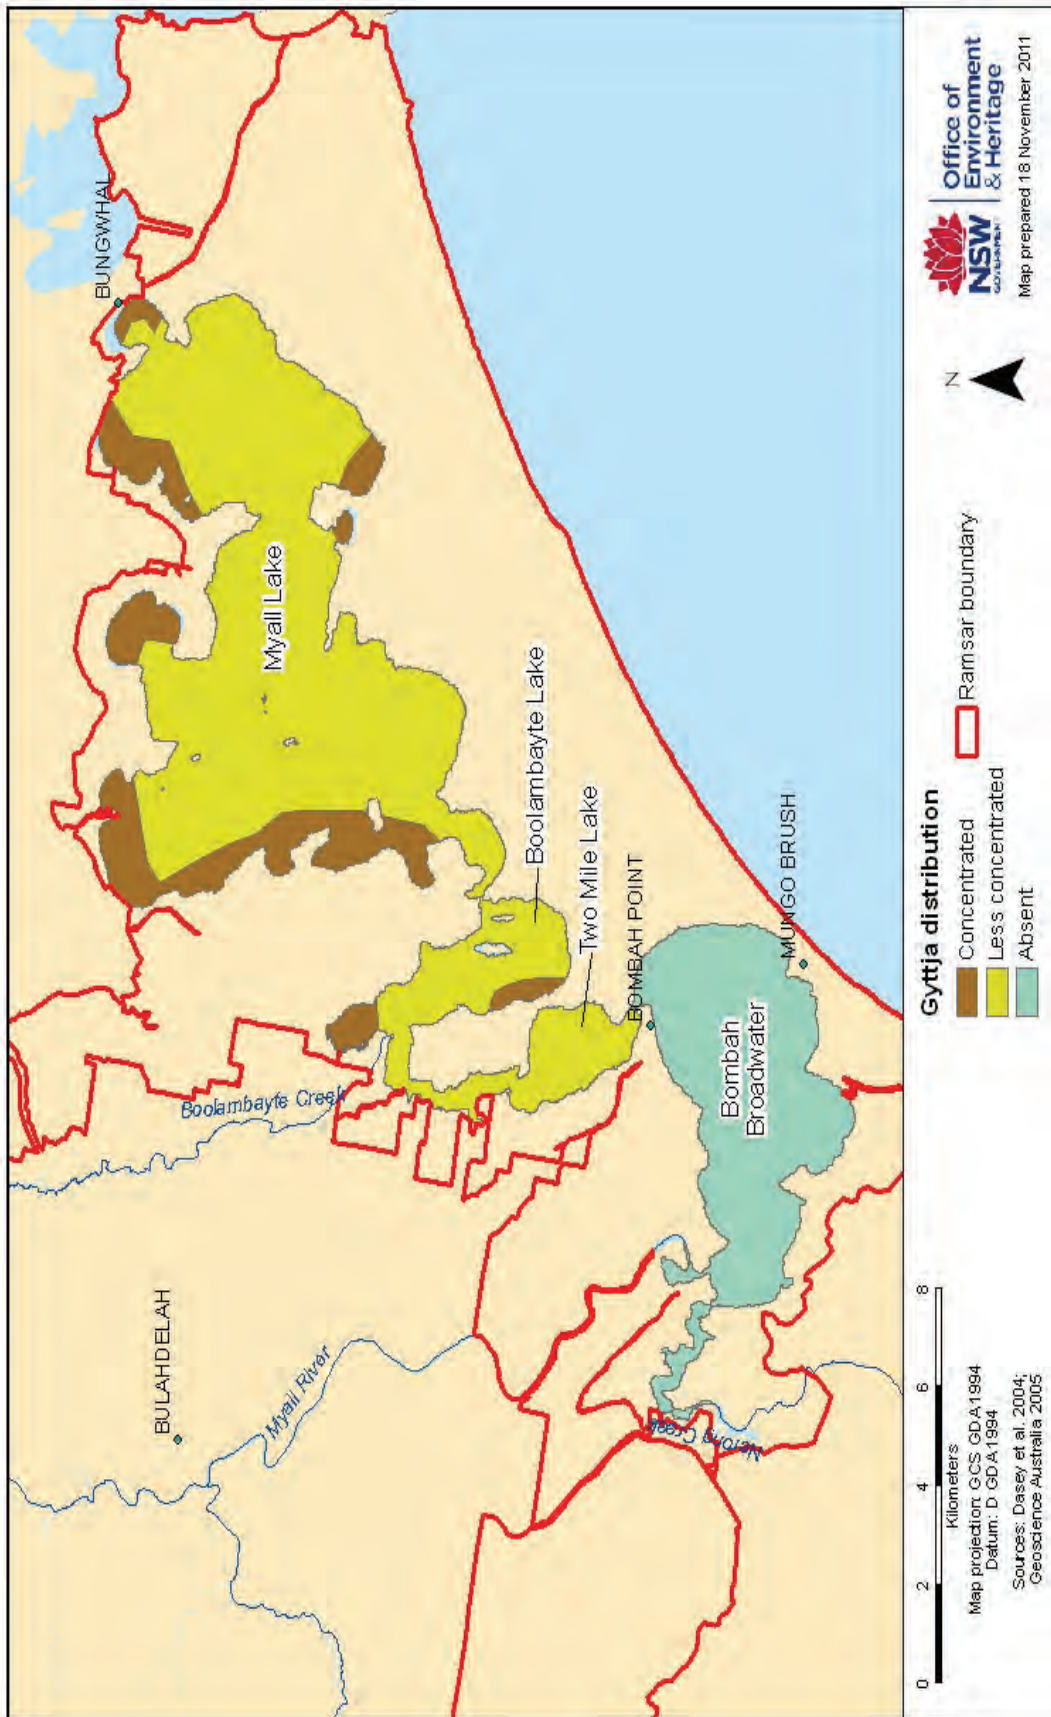 BUNGWHAL
Myall Lake
Boolambayte Lake
Two Mile Lake
BOMBAH POINT
MUNGO BRUSH
Bombah
Broadwater
Boolambayte Creek
BULAHDELAH
Myall River
Nerong Creek
0 2 4 6 8
Kilometers
Map projection: GCS GDA1994
Datum: D GDA1994
Sources: Dasey et al. 2004;
Geoscience Australia 2005
Gyttja distribution
Concentrated
Less concentrated
Absent
Ramsar boundary
N
NSW
GOVERNMENT
Office of
Environment
& Heritage
Map prepared 18 November 2011